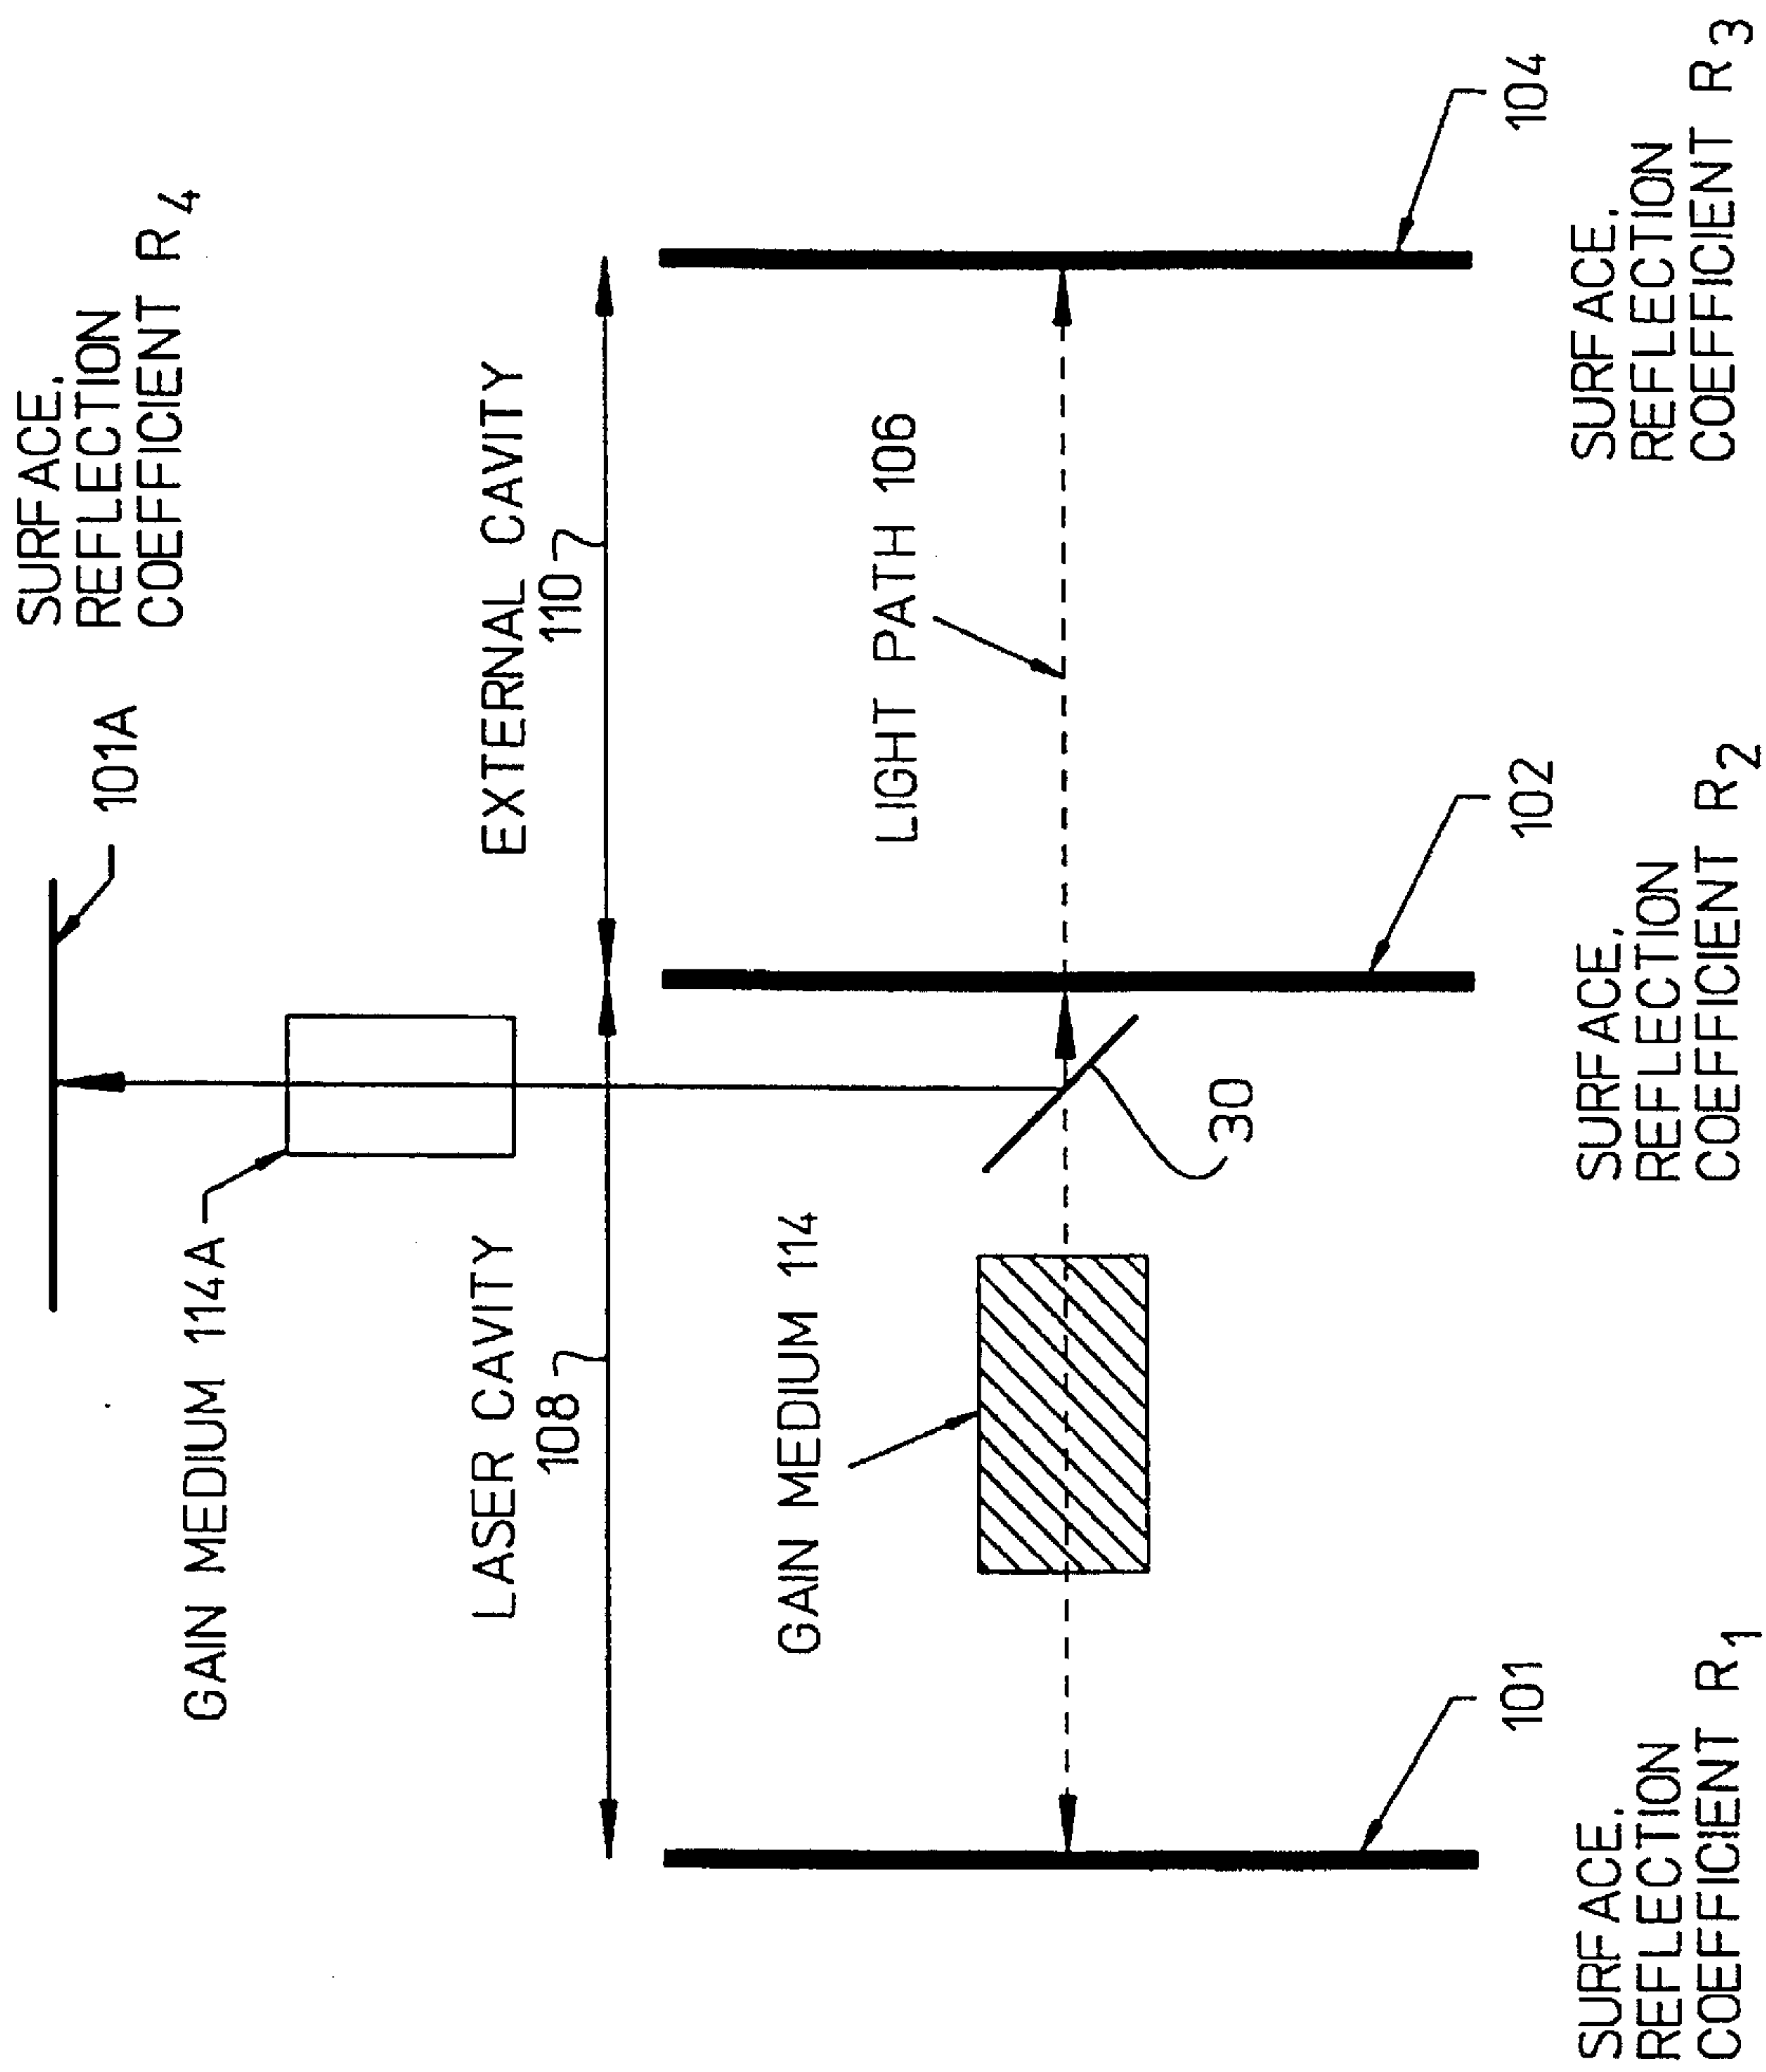 SURFACE,
REFLECTION
COEFFICIENT R4
101A
GAIN MEDIUM 114A
LASER CAVITY
108
EXTERNAL CAVITY
110
GAIN MEDIUM 114
LIGHT PATH 106
30
101
102
104
SURFACE,
REFLECTION
COEFFICIENT R1
SURFACE,
REFLECTION
COEFFICIENT R2
SURFACE,
REFLECTION
COEFFICIENT R3